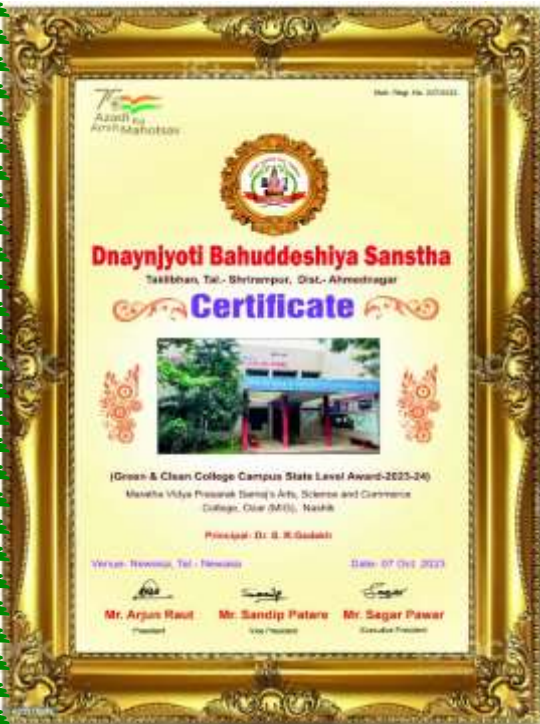 Azadi Ka
Amrit Mahotsav
Dnaynjyoti Bahuddeshiya Sanstha
Taklibhan, Tal.- Shrirampur, Dist.- Ahmednagar
Certificate
(Green & Clean College Campus State Level Award-2023-24)
Maratha Vidya Prasarak Samaj's Arts, Science and Commerce
College, Ozar (MIG), Nashik
Principal- Dr. Gadakh
Venue- Newasa, Tal - Newasa
Date- 07 Oct. 2023
Mr. Arjun Raut
Mr. Sandip Patare
Mr. Sagar Pawar
President
Vice President
Executive President